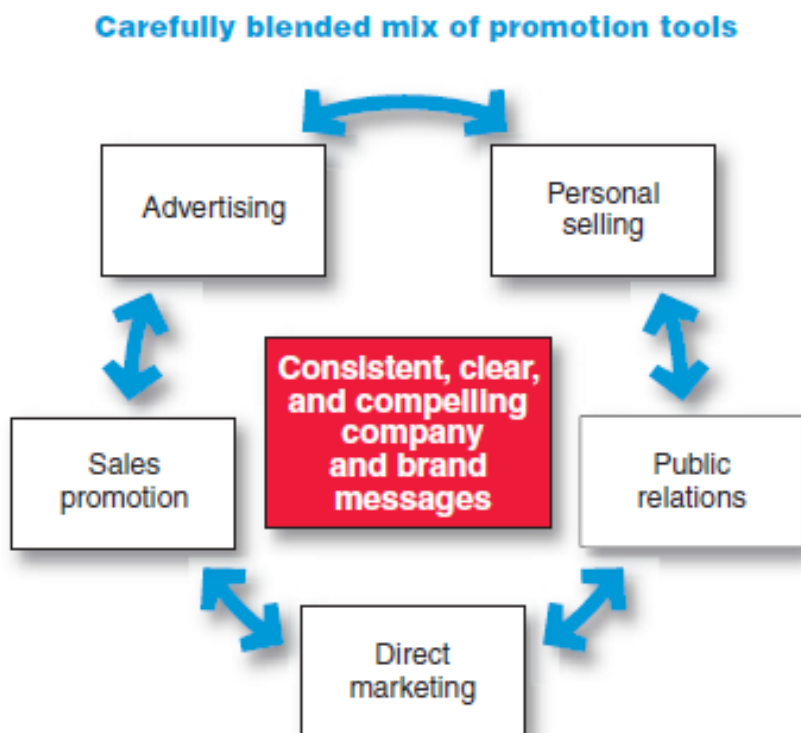 Carefully blended mix of promotion tools
Advertising
Personal
selling
Consistent, clear,
and compelling
company
and brand
messages
Sales
promotion
Public
relations
Direct
marketing